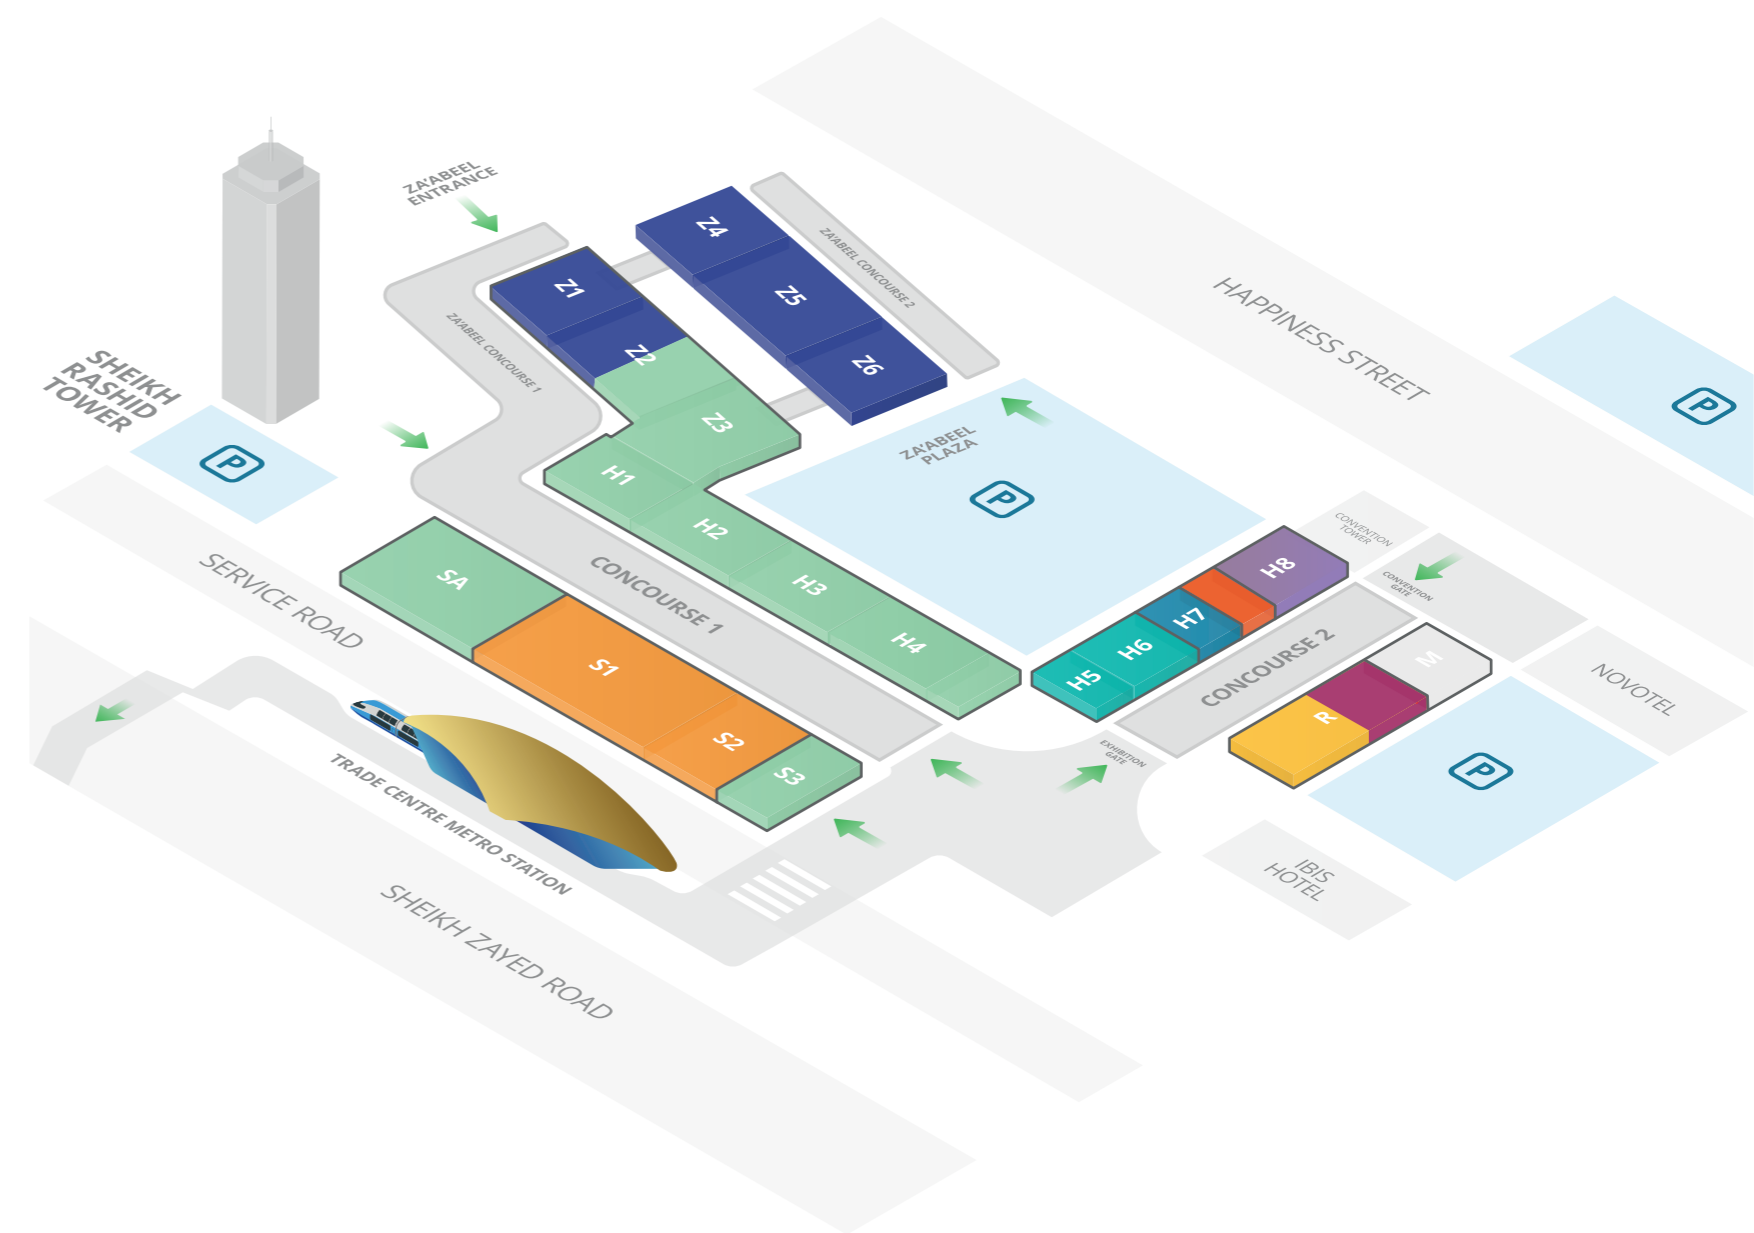 ZA'ABEEL
ENTRANCE
Z4
ZA'ABEEL CONCOURSE 2
Z1
Z5
HAPPINESS STREET
ZA'ABEEL CONCOURSE 1
Z2
Z6
SHEIKH
RASHID
TOWER
P
Z3
ZA'ABEEL
PLAZA
P
P
H1
H2
CONVENTION
TOWER
SERVICE ROAD
SA
CONCOURSE 1
H3
H8
CONVENTION
GATE
H4
H7
H6
H5
CONCOURSE 2
M
NOVOTEL
S1
S2
S3
R
EXHIBITION
GATE
P
TRADE CENTRE METRO STATION
IBIS
HOTEL
SHEIKH ZAYED ROAD